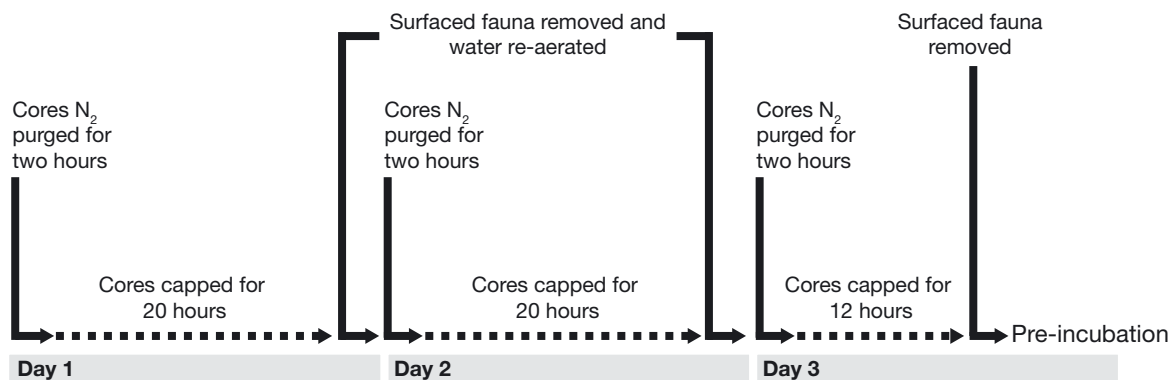 Surfaced fauna removed and
water re-aerated
Surfaced fauna
removed
Cores N₂
purged for
two hours
Cores N₂
purged for
two hours
Cores N₂
purged for
two hours
Cores capped for
20 hours
Cores capped for
20 hours
Cores capped for
12 hours
Pre-incubation
Day 1
Day 2
Day 3